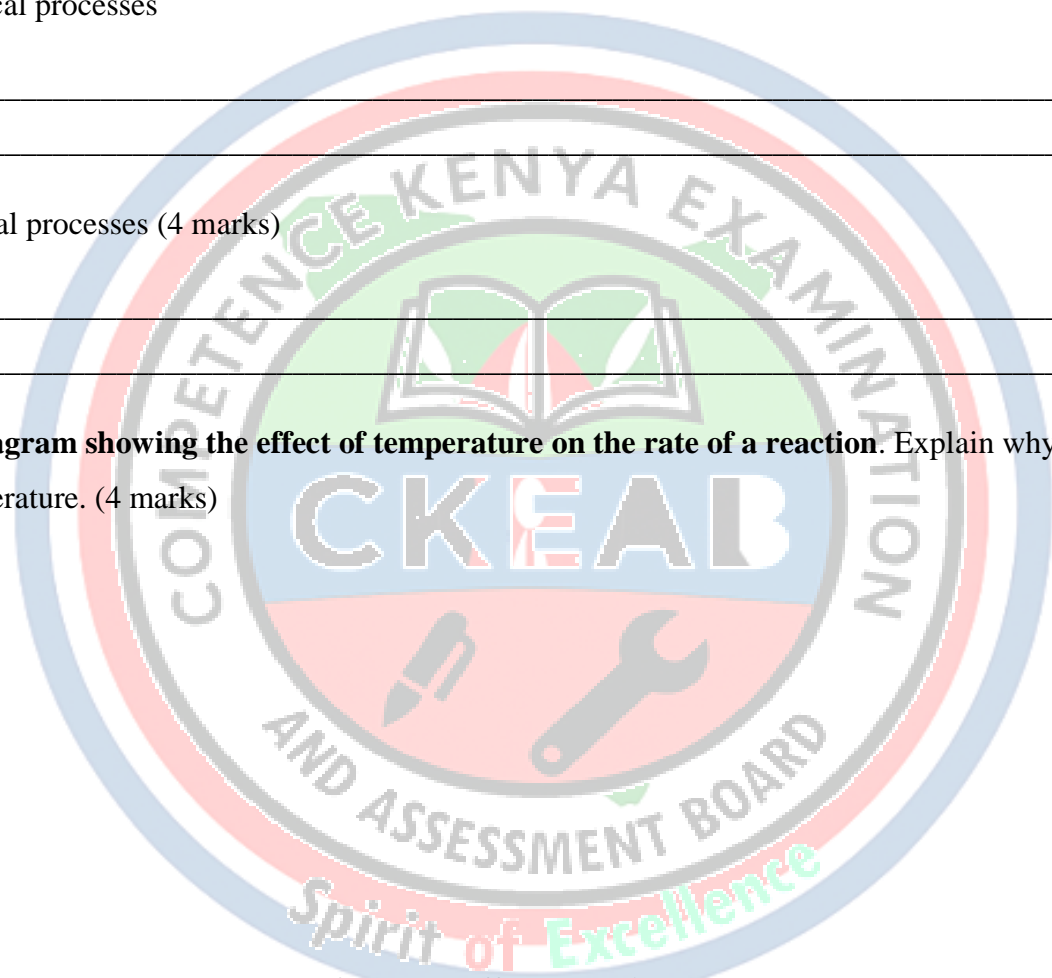 cal processes
al processes (4 marks)
agram showing the effect of temperature on the rate of a reaction. Explain why
erature. (4 marks)
COMPETENCE KENYA EXAMINATION
CKEAB
AND ASSESSMENT BOARD
Spirit of Excellence